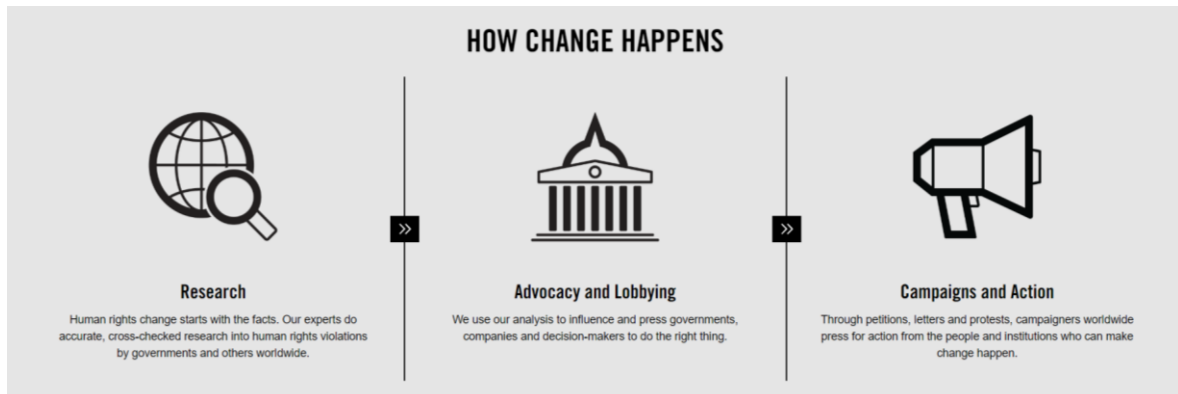 HOW CHANGE HAPPENS
Research
Human rights change starts with the facts. Our experts do
accurate, cross-checked research into human rights violations
by governments and others worldwide.
Advocacy and Lobbying
We use our analysis to influence and press governments,
companies and decision-makers to do the right thing.
Campaigns and Action
Through petitions, letters and protests, campaigners worldwide
press for action from the people and institutions who can make
change happen.